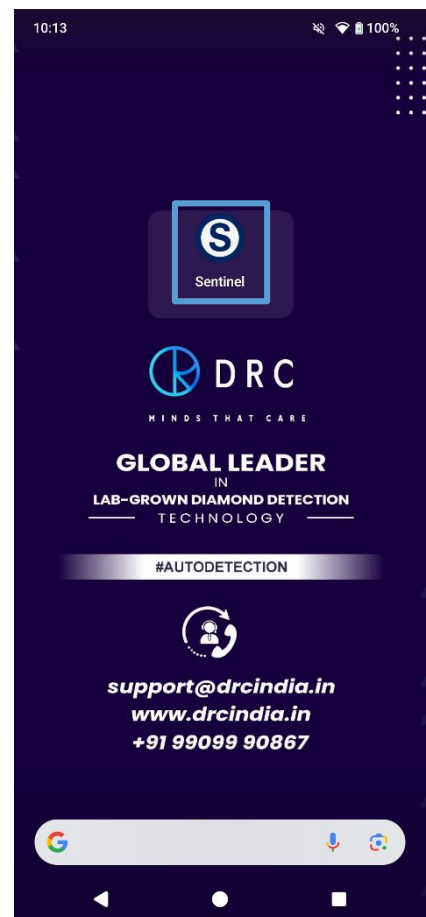 10:13
100%
S
Sentinel
DRC
MINDS THAT CARE
GLOBAL LEADER
IN
LAB-GROWN DIAMOND DETECTION
TECHNOLOGY
#AUTODETECTION
support@drcindia.in
www.drcindia.in
+91 99099 90867
G